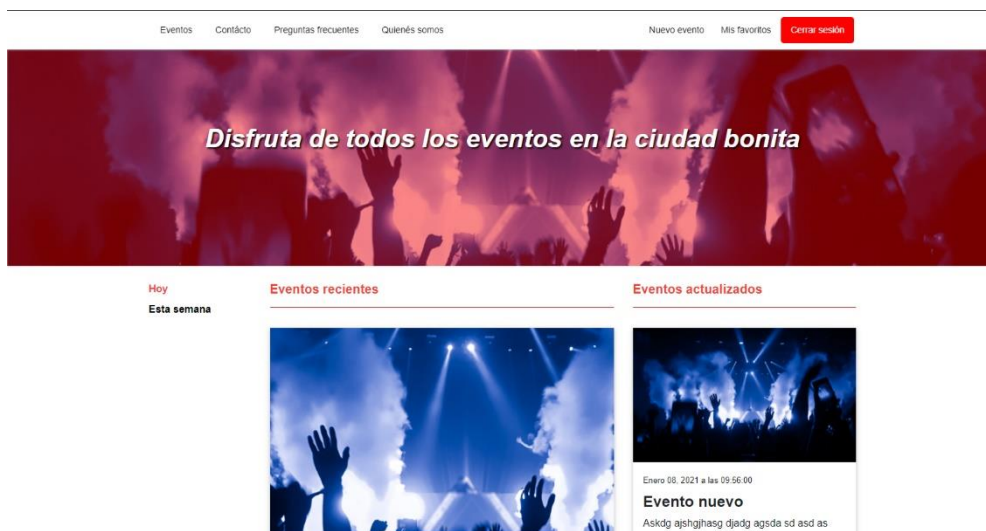 Eventos Contácto Preguntas frecuentes Quienés somos Nuevo evento Mis favoritos Cerrar sesión
Disfruta de todos los eventos en la ciudad bonita
Hoy
Esta semana
Eventos recientes
Eventos actualizados
Enero 08, 2021 a las 09:56:00
Evento nuevo
Askdg ajshgjhasg djadg agsda sd asd as